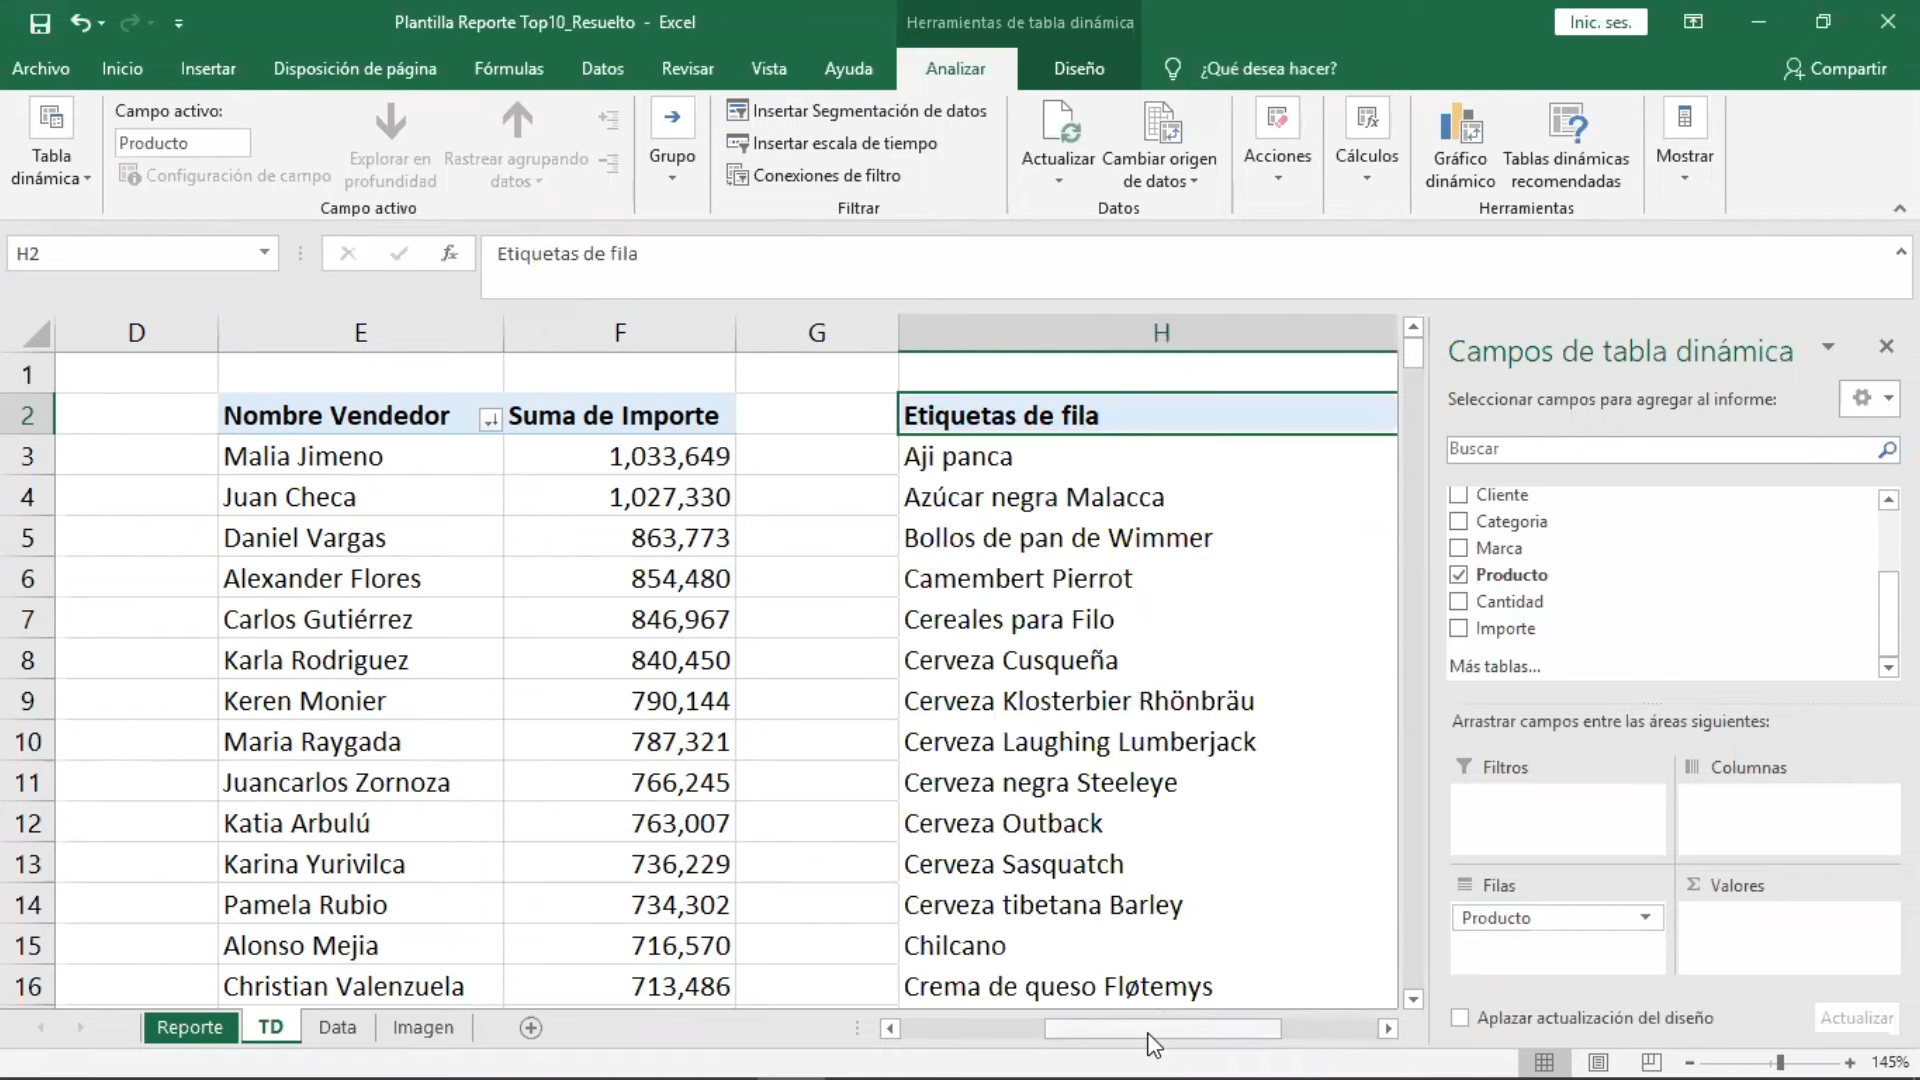 Plantilla Reporte Top10_Resuelto - Excel
Herramientas de tabla dinámica
Inic. ses.
Archivo Inicio Insertar Disposición de página Fórmulas Datos Revisar Vista Ayuda Analizar Diseño ¿Qué desea hacer? Compartir
Tabla dinámica
Campo activo:
Producto
Configuración de campo
Explorar en profundidad
Rastrear agrupando datos
Campo activo
Grupo
Insertar Segmentación de datos
Insertar escala de tiempo
Conexiones de filtro
Filtrar
Actualizar
Cambiar origen de datos
Datos
Acciones
Cálculos
Gráfico dinámico
Tablas dinámicas recomendadas
Herramientas
Mostrar
H2 fx Etiquetas de fila
D E F G H
1
2 Nombre Vendedor Suma de Importe Etiquetas de fila
3 Malia Jimeno 1,033,649 Aji panca
4 Juan Checa 1,027,330 Azúcar negra Malacca
5 Daniel Vargas 863,773 Bollos de pan de Wimmer
6 Alexander Flores 854,480 Camembert Pierrot
7 Carlos Gutiérrez 846,967 Cereales para Filo
8 Karla Rodriguez 840,450 Cerveza Cusqueña
9 Keren Monier 790,144 Cerveza Klosterbier Rhönbräu
10 Maria Raygada 787,321 Cerveza Laughing Lumberjack
11 Juancarlos Zornoza 766,245 Cerveza negra Steeleye
12 Katia Arbulú 763,007 Cerveza Outback
13 Karina Yurivilca 736,229 Cerveza Sasquatch
14 Pamela Rubio 734,302 Cerveza tibetana Barley
15 Alonso Mejia 716,570 Chilcano
16 Christian Valenzuela 713,486 Crema de queso Fløtemys
Campos de tabla dinámica
Seleccionar campos para agregar al informe:
Buscar
Cliente
Categoria
Marca
Producto
Cantidad
Importe
Más tablas...
Arrastrar campos entre las áreas siguientes:
Filtros Columnas
Filas Σ Valores
Producto
Aplazar actualización del diseño Actualizar
Reporte TD Data Imagen
145%